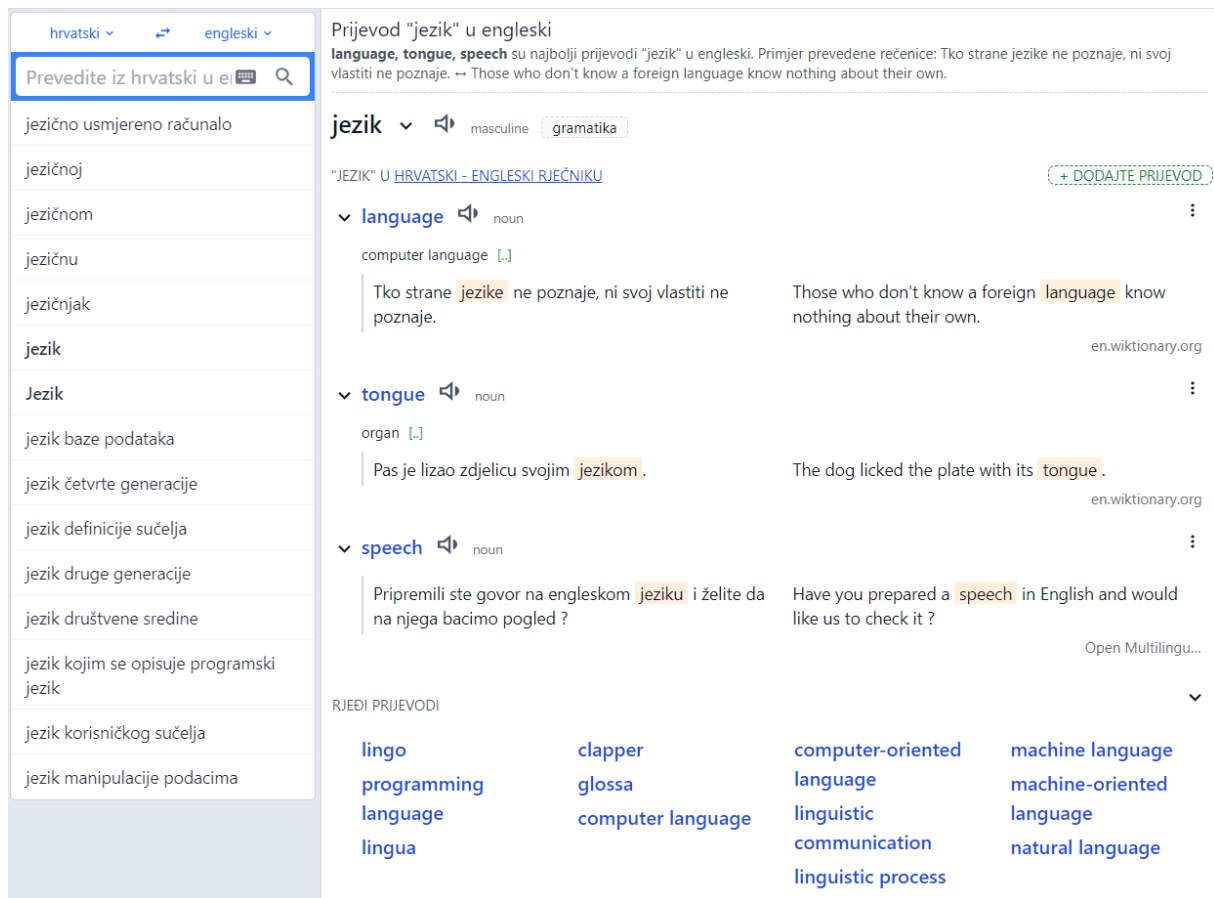 hrvatski
engleski
Prevedite iz hrvatski u e
jezično usmjereno računalo
jezičnoj
jezičnom
jezičnu
jezičnjak
jezik
Jezik
jezik baze podataka
jezik četvrte generacije
jezik definicije sučelja
jezik druge generacije
jezik društvene sredine
jezik kojim se opisuje programski
jezik
jezik korisničkog sučelja
jezik manipulacije podacima
Prijevod "jezik" u engleski
language, tongue, speech su najbolji prijevodi "jezik" u engleski. Primjer prevedene rečenice: Tko strane jezike ne poznaje, ni svoj
vlastiti ne poznaje. ↔ Those who don't know a foreign language know nothing about their own.
jezik masculine gramatika
"JEZIK" U HRVATSKI - ENGLESKI RJEČNIKU
+ DODAJTE PRIJEVOD
language noun
computer language [..]
Tko strane jezike ne poznaje, ni svoj vlastiti ne
poznaje.
Those who don't know a foreign language know
nothing about their own.
en.wiktionary.org
tongue noun
organ [..]
Pas je lizao zdjelicu svojim jezikom .
The dog licked the plate with its tongue .
en.wiktionary.org
speech noun
Pripremili ste govor na engleskom jeziku i želite da
na njega bacimo pogled ?
Have you prepared a speech in English and would
like us to check it ?
Open Multilingu...
RJEĐI PRIJEVODI
lingo
programming
language
lingua
clapper
glossa
computer language
computer-oriented
language
linguistic
communication
linguistic process
machine language
machine-oriented
language
natural language